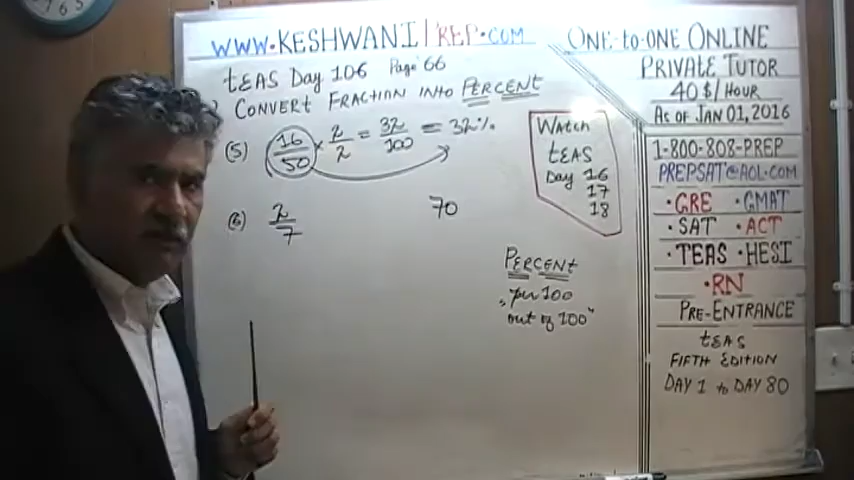 WWW.KESHWANIPREP.COM
tEAS Day 106 Page 66
CONVERT FRACTIAN INTO PERCENT
(5) 16/50 × 2/2 = 32/100 = 32%
(6) 2/7 70
Watch
tEAS
Day 16
17
18
PERCENT
"per 100
out of 100"
ONE-to-ONE ONLINE
PRIVATE TUTOR
40 $/HOUR
AS OF JAN 01, 2016
1-800-808-PREP
PREPSAT@AOL.COM
•GRE •GMAT
•SAT •ACT
•TEAS •HESI
•RN
PRE-ENTRANCE
tEAS
FIFTH EDITION
DAY 1 to DAY 80